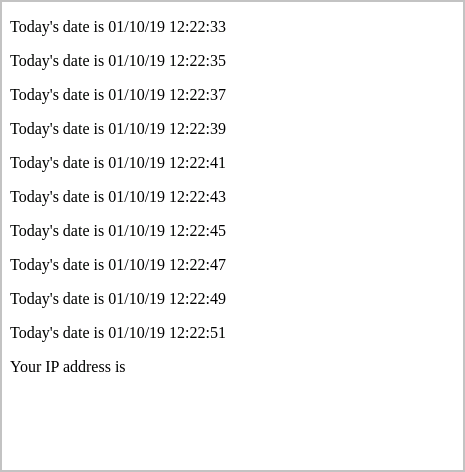 Today's date is 01/10/19 12:22:33
Today's date is 01/10/19 12:22:35
Today's date is 01/10/19 12:22:37
Today's date is 01/10/19 12:22:39
Today's date is 01/10/19 12:22:41
Today's date is 01/10/19 12:22:43
Today's date is 01/10/19 12:22:45
Today's date is 01/10/19 12:22:47
Today's date is 01/10/19 12:22:49
Today's date is 01/10/19 12:22:51
Your IP address is